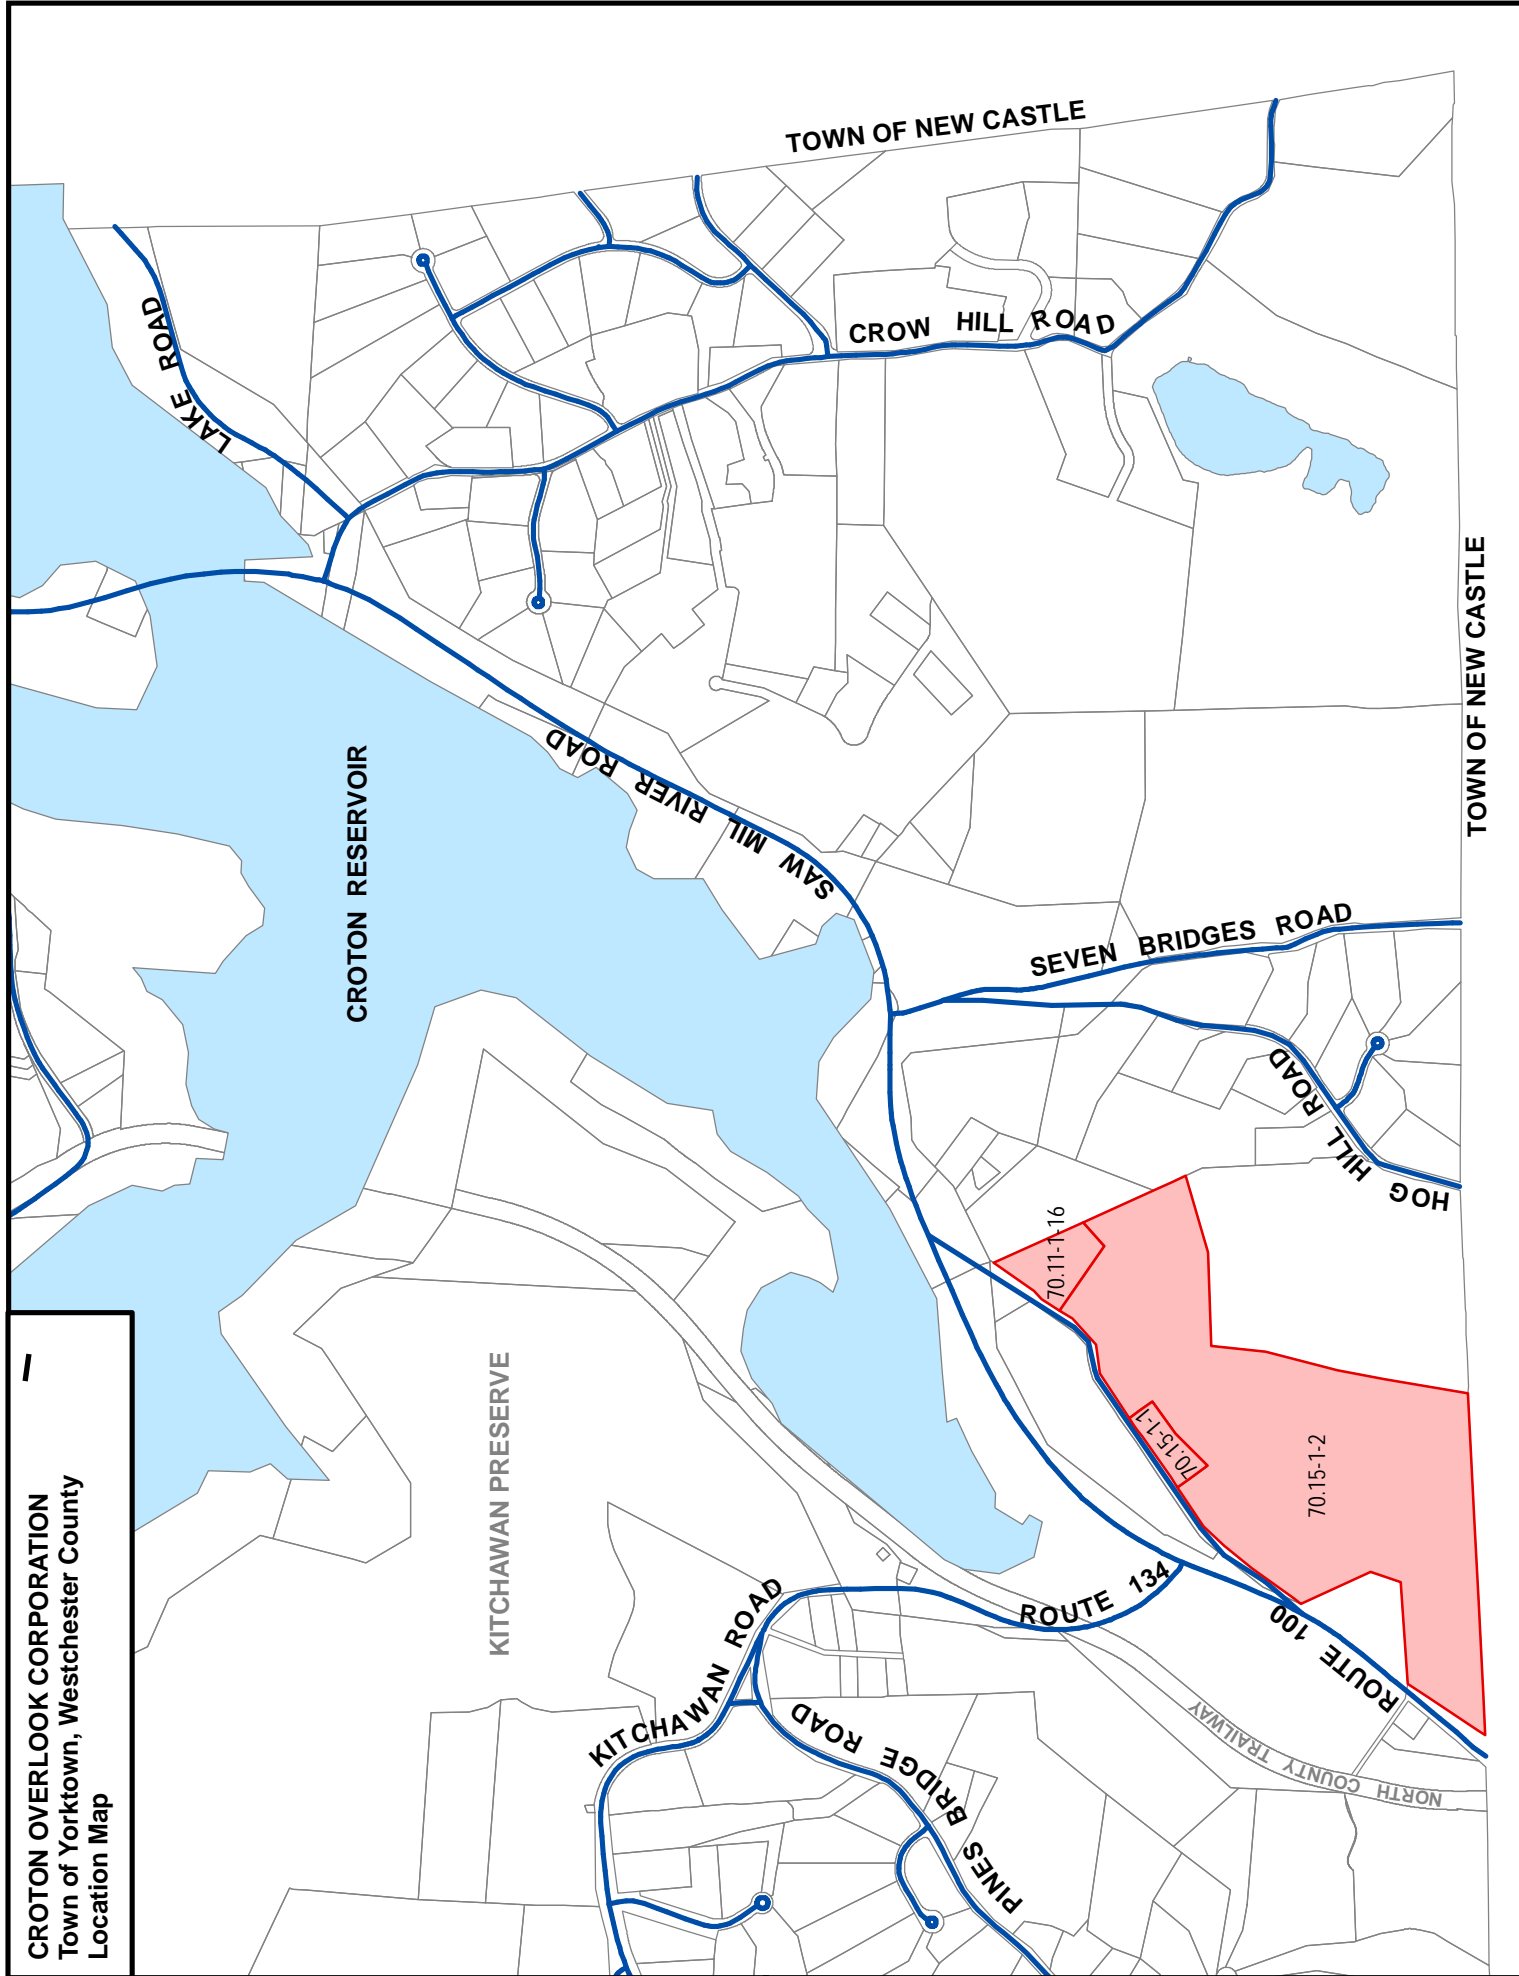 CROTON OVERLOOK CORPORATION
Town of Yorktown, Westchester County
Location Map
TOWN OF NEW CASTLE
LAKE ROAD
CROW HILL ROAD
CROTON RESERVOIR
SAW MIL RIVER ROAD
TOWN OF NEW CASTLE
SEVEN BRIDGES ROAD
HOG HILL ROAD
70.11-1-16
70.15-1-1
70.15-1-2
KITCHAWAN PRESERVE
KITCHAWAN ROAD
ROUTE 134
ROUTE 100
PINES BRIDGE ROAD
NORTH COUNTY TRAILWAY